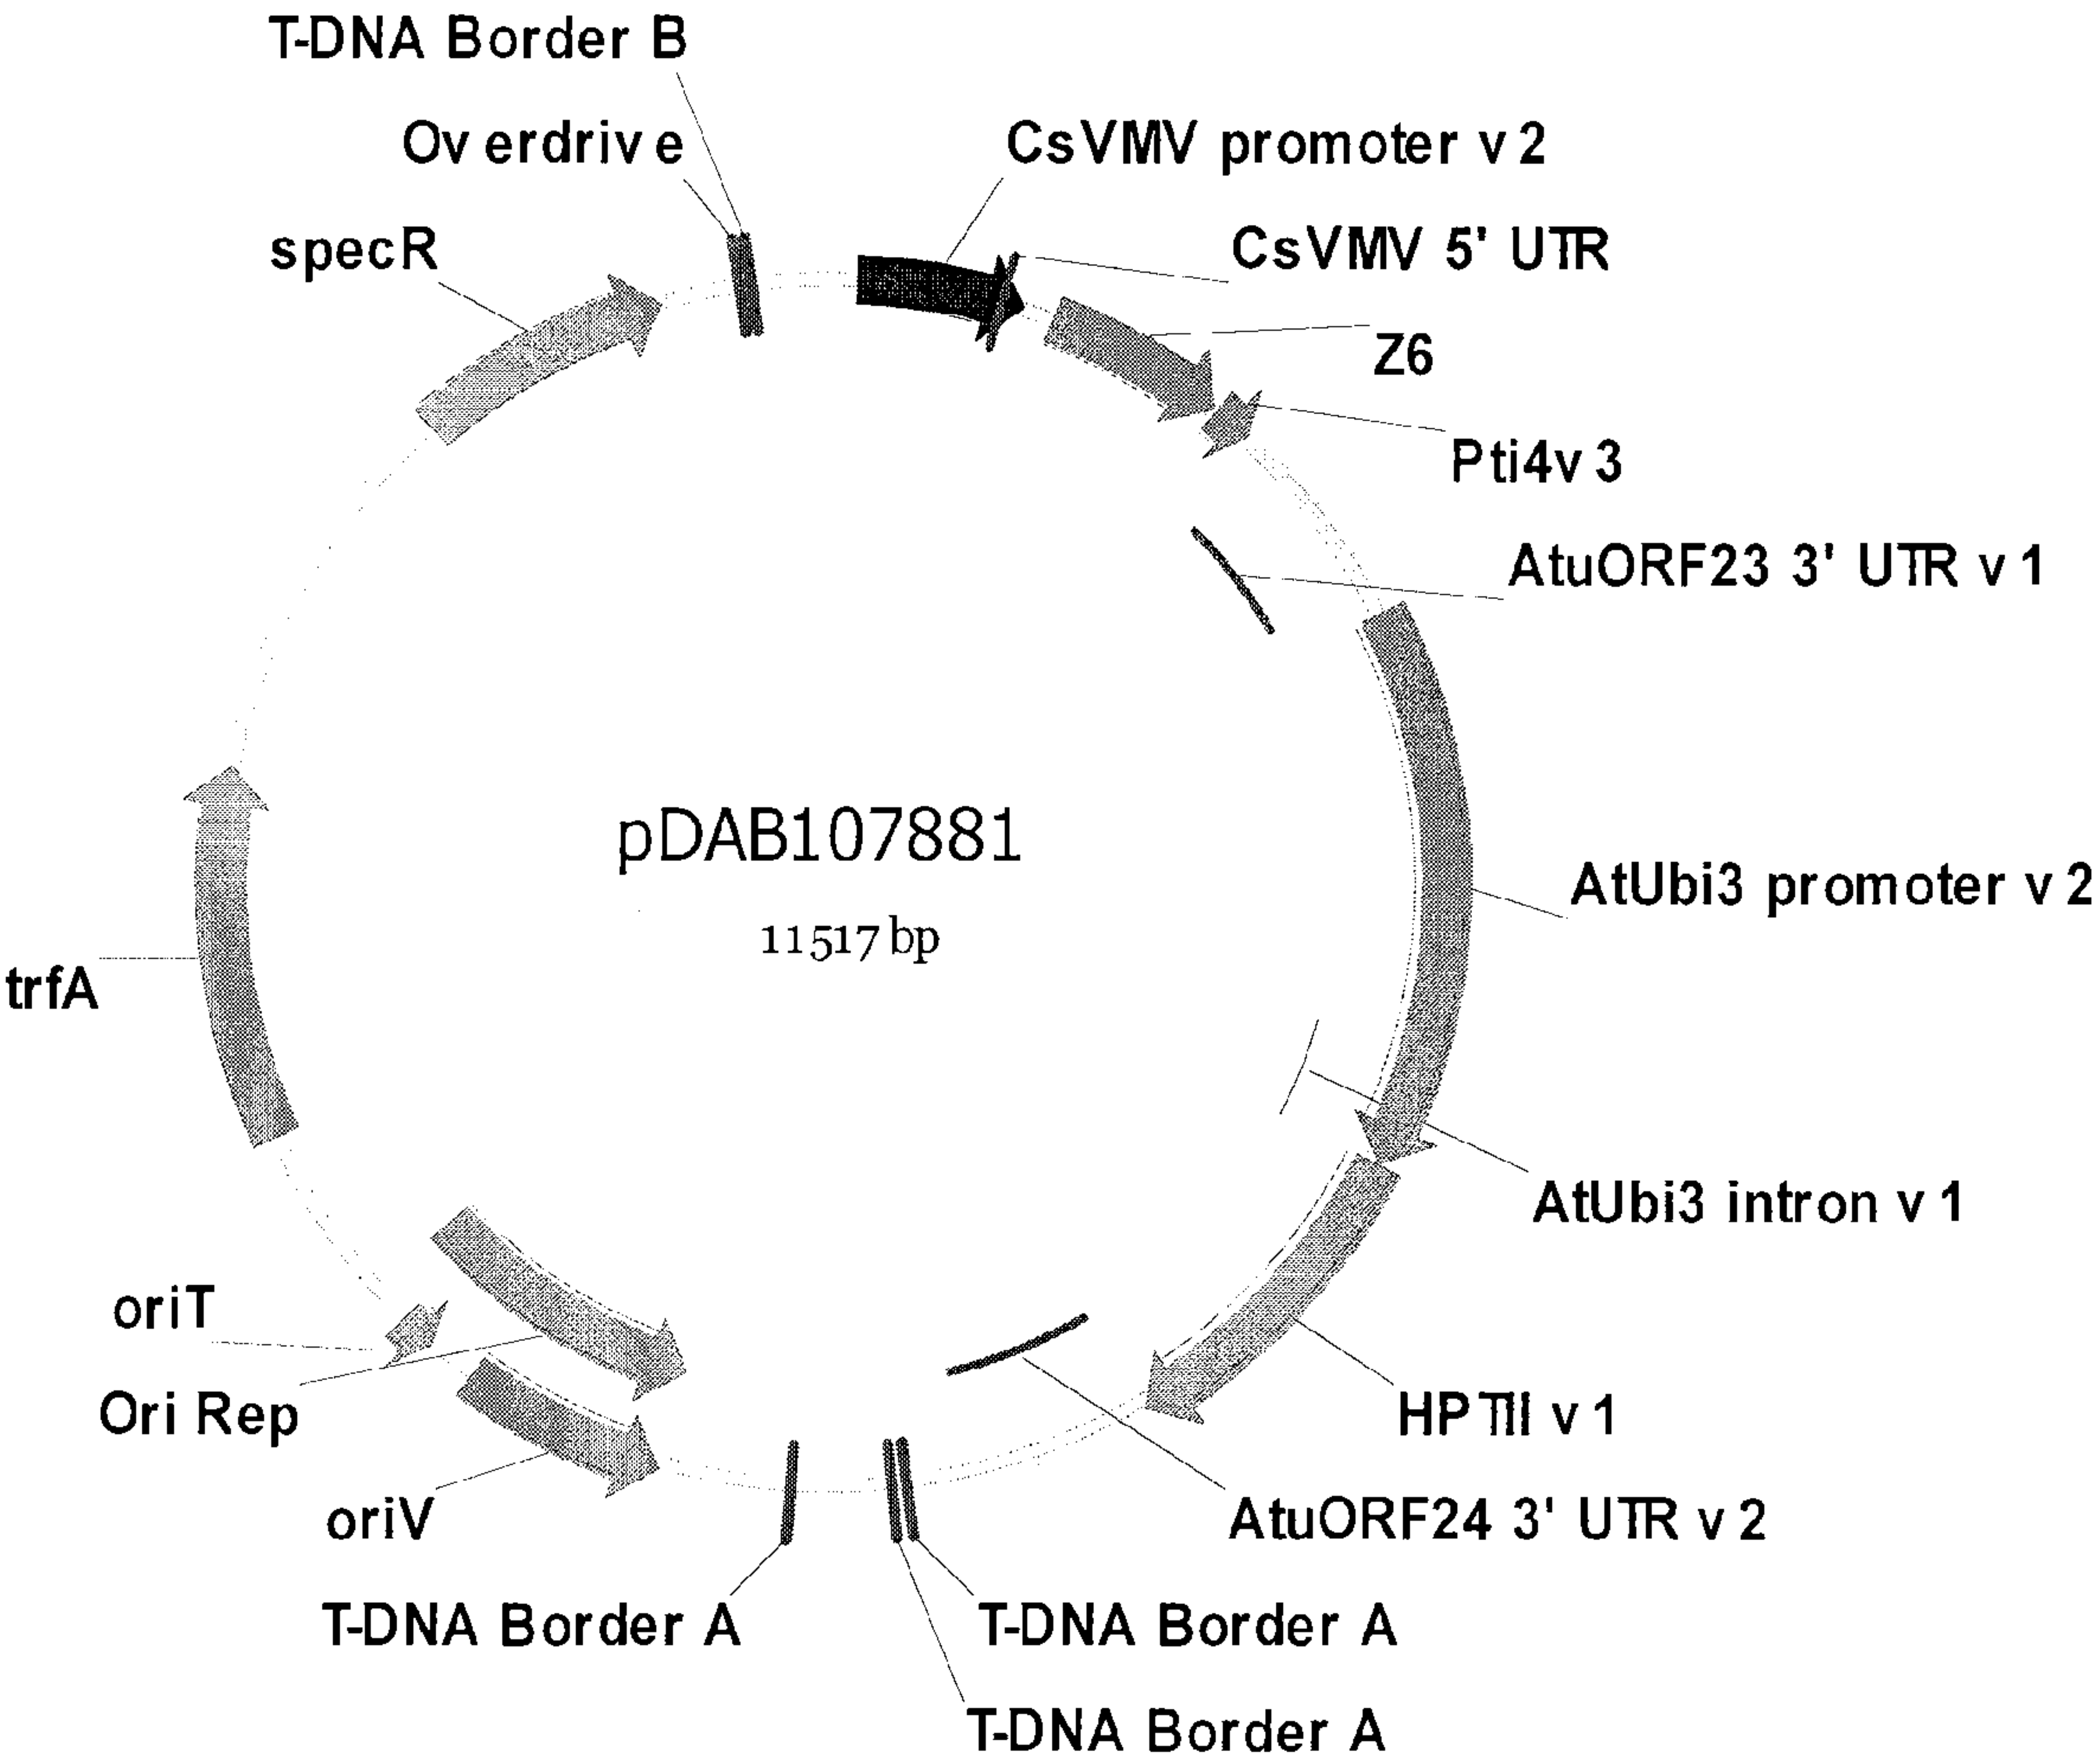 T-DNA Border B
Overdrive
CsVMV promoter v2
specR
CsVMV 5' UTR
Z6
Pti4v3
AtuORF23 3' UTR v1
pDAB107881
11517 bp
AtUbi3 promoter v2
trfA
AtUbi3 intron v1
oriT
Ori Rep
HPTII v1
oriV
AtuORF24 3' UTR v2
T-DNA Border A
T-DNA Border A
T-DNA Border A